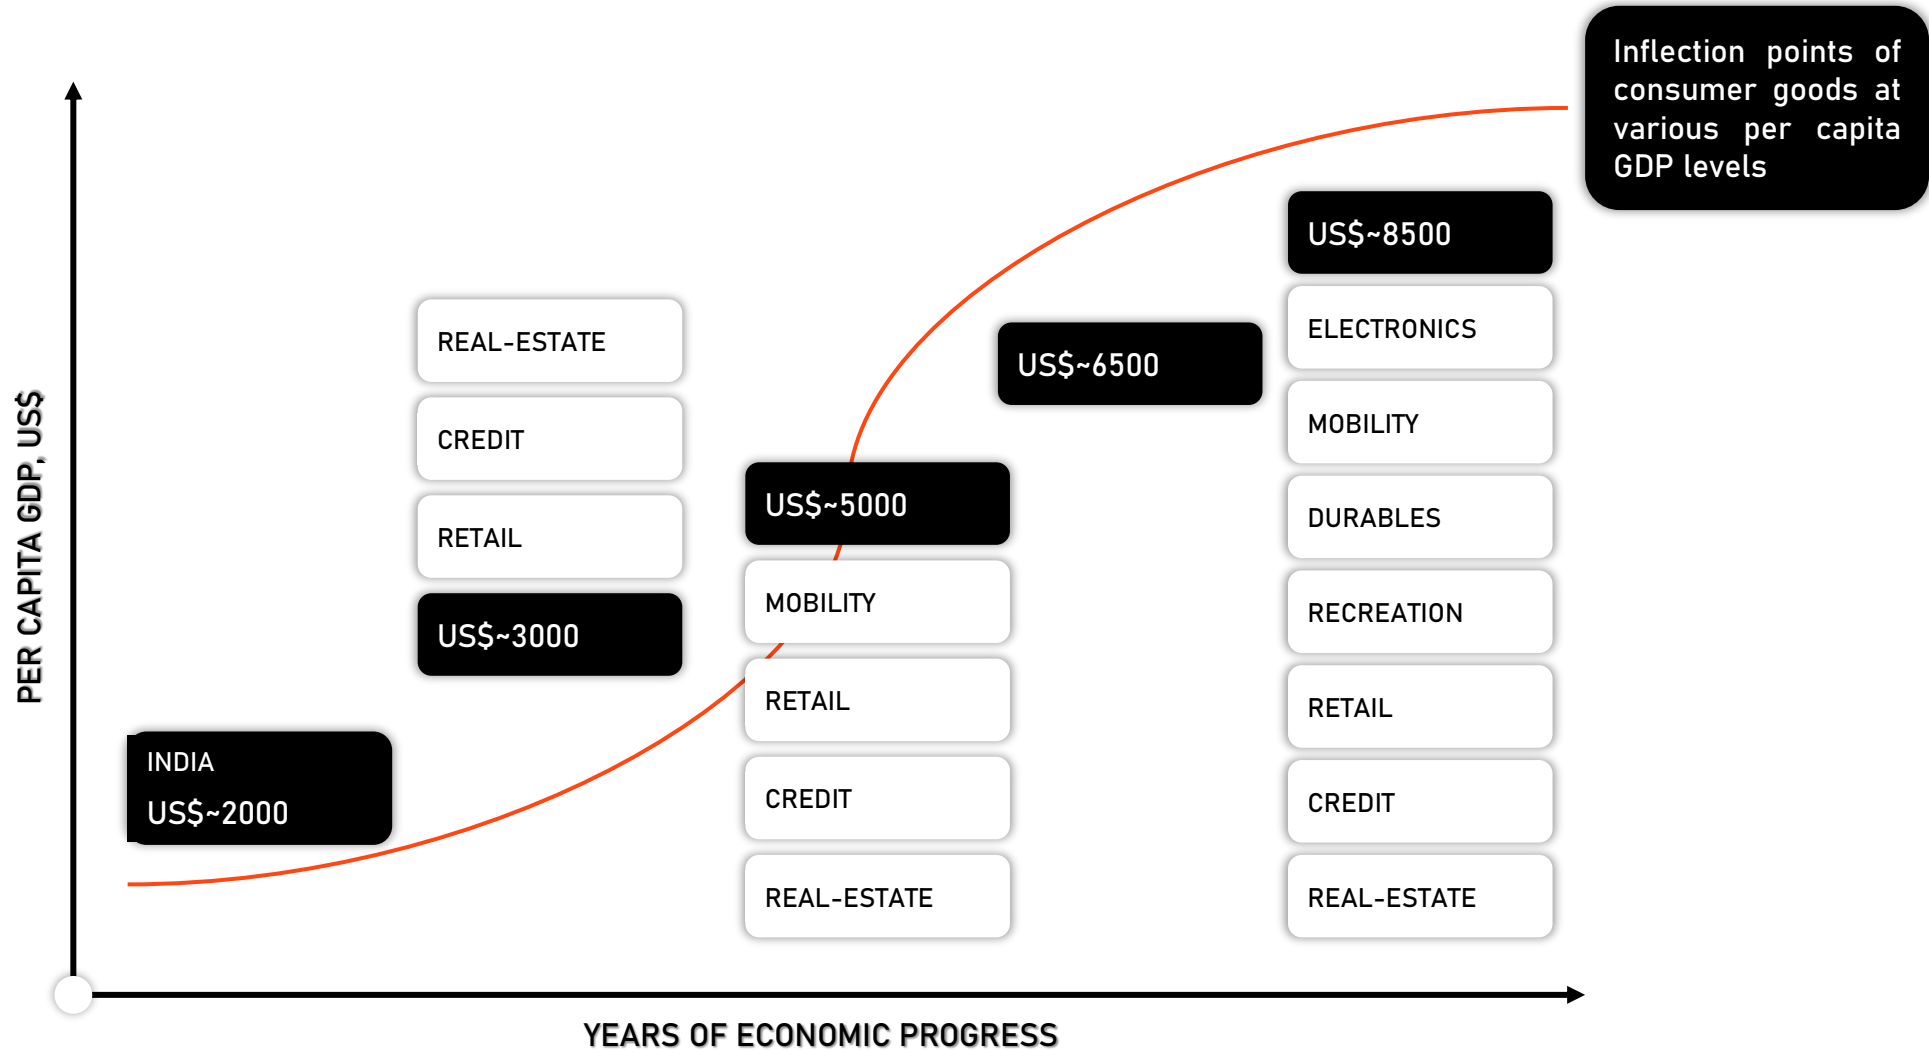 Inflection points of
consumer goods at
various per capita
GDP levels
PER CAPITA GDP, US$
INDIA
US$~2000
REAL-ESTATE
CREDIT
RETAIL
US$~3000
US$~5000
MOBILITY
RETAIL
CREDIT
REAL-ESTATE
US$~6500
US$~8500
ELECTRONICS
MOBILITY
DURABLES
RECREATION
RETAIL
CREDIT
REAL-ESTATE
YEARS OF ECONOMIC PROGRESS